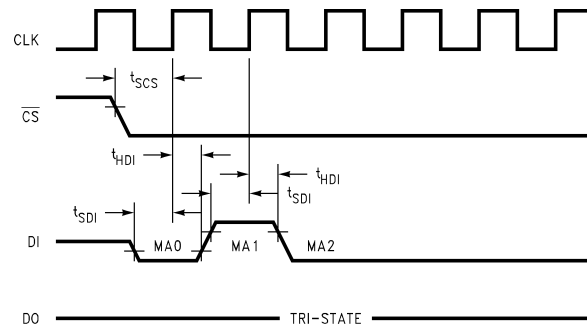 CLK
tSCS
CS
tHDI
tHDI
tSDI
tSDI
DI
MA0
MA1
MA2
DO
TRI-STATE